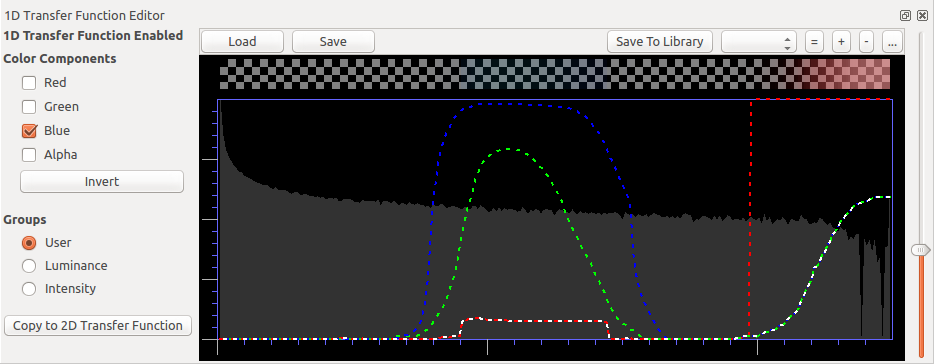 1D Transfer Function Editor
1D Transfer Function Enabled
Load
Save
Save To Library
=
+
-
...
Color Components
Red
Green
Blue
Alpha
Invert
Groups
User
Luminance
Intensity
Copy to 2D Transfer Function